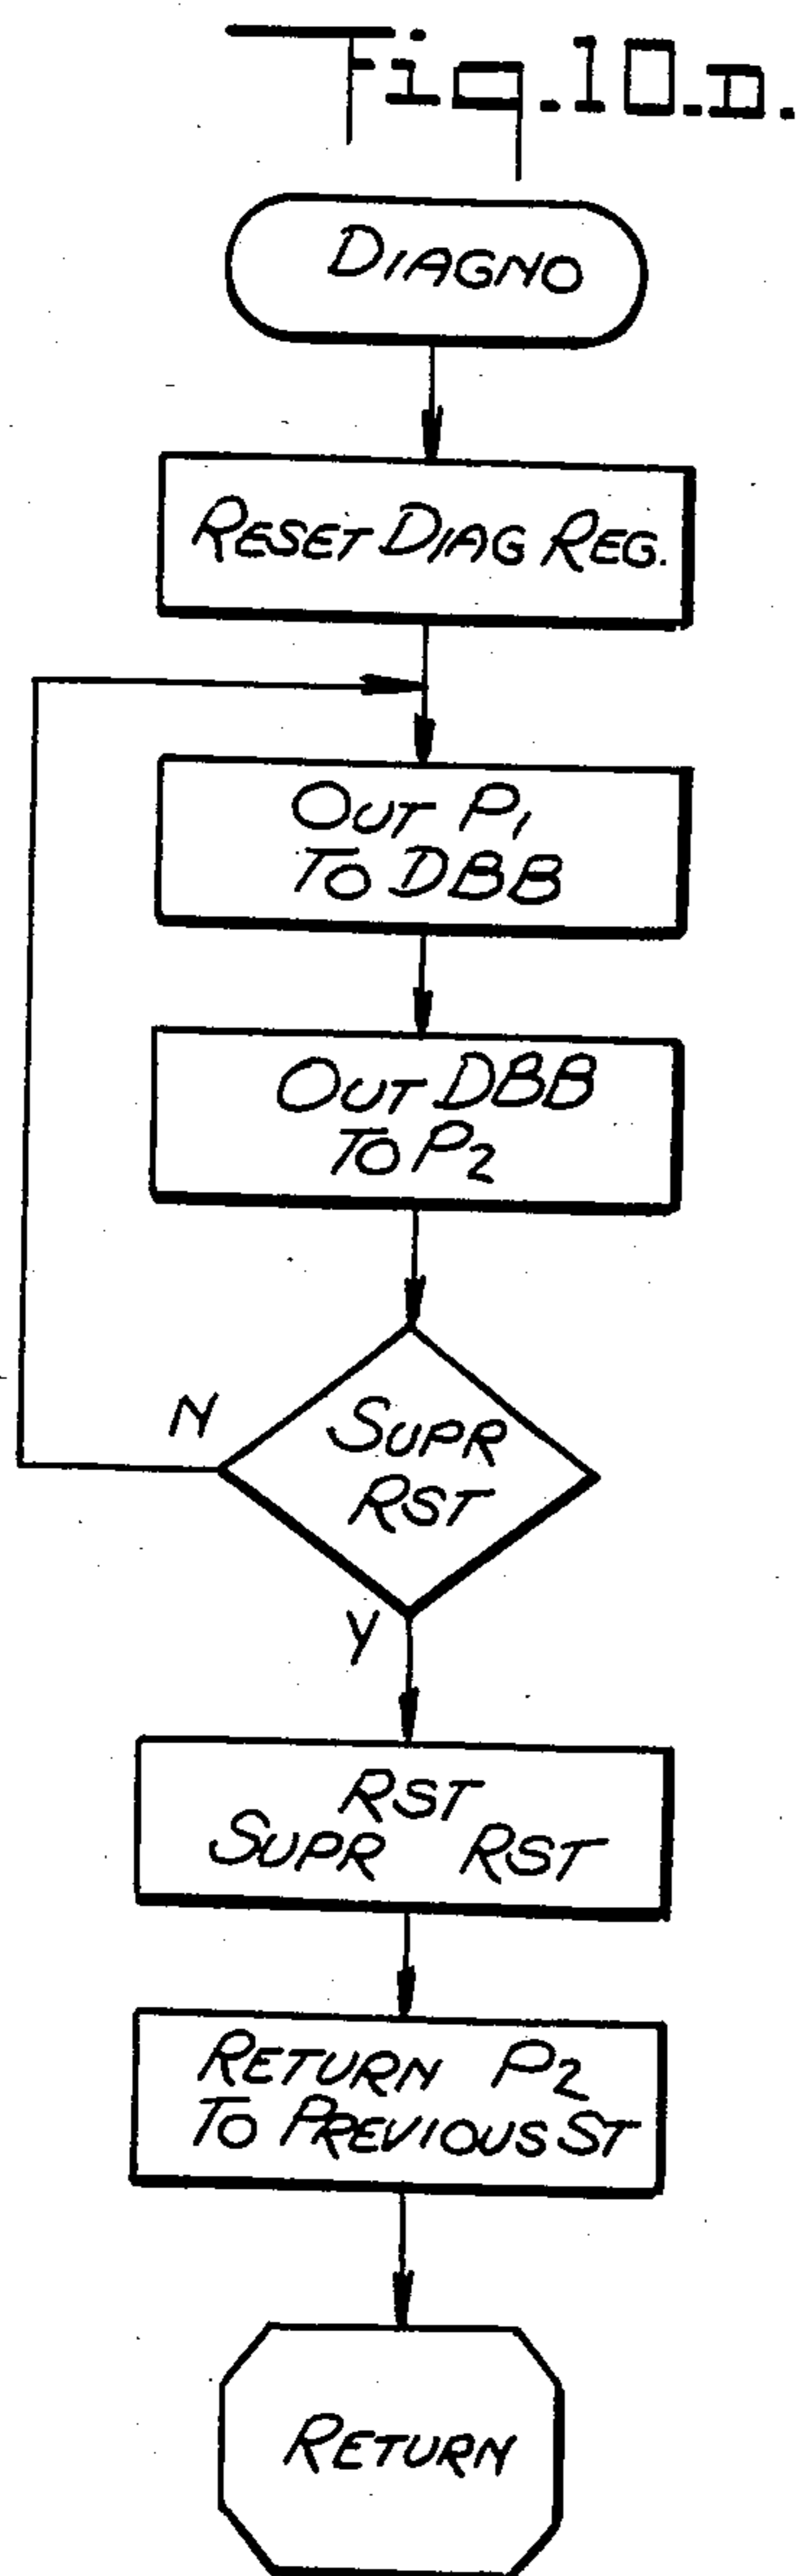 Fig.10.D.
DIAGNO
RESET DIAG REG.
OUT P1
TO DBB
OUT DBB
TO P2
N
SUPR
RST
Y
RST
SUPR RST
RETURN P2
TO PREVIOUS ST
RETURN